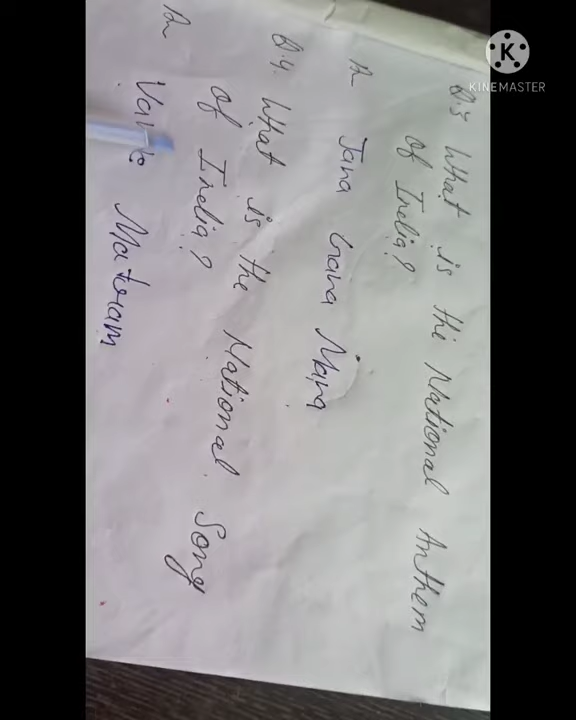 Q.3 What is the National Anthem
of India?
A Jana Gana Mana
Q.4. What is the National Song
of India?
A Vande Mataram
KINEMASTER